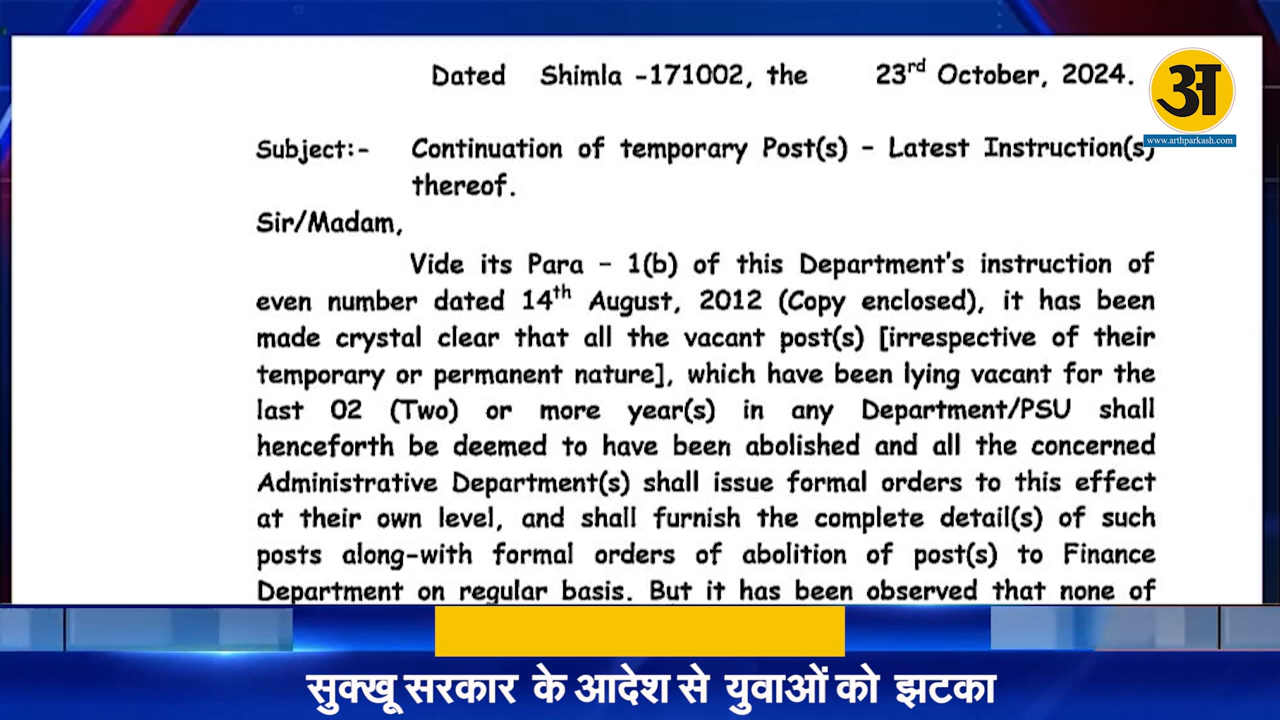 Dated Shimla -171002, the 23rd October, 2024.
अ
www.arthparkash.com
Subject:- Continuation of temporary Post(s) - Latest Instruction(s)
thereof.
Sir/Madam,
Vide its Para - 1(b) of this Department's instruction of
even number dated 14th August, 2012 (Copy enclosed), it has been
made crystal clear that all the vacant post(s) [irrespective of their
temporary or permanent nature], which have been lying vacant for the
last 02 (Two) or more year(s) in any Department/PSU shall
henceforth be deemed to have been abolished and all the concerned
Administrative Department(s) shall issue formal orders to this effect
at their own level, and shall furnish the complete detail(s) of such
posts along-with formal orders of abolition of post(s) to Finance
Department on regular basis. But it has been observed that none of
सुक्खू सरकार के आदेश से युवाओं को झटका